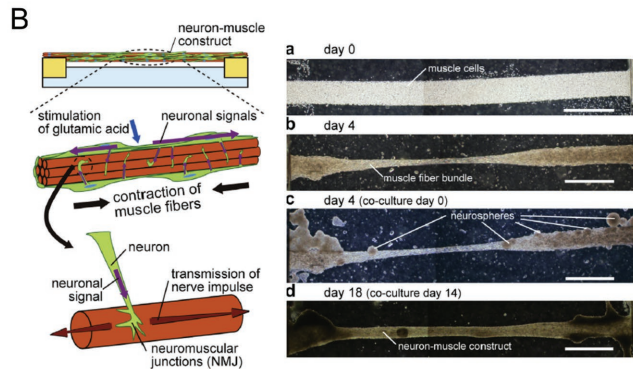 B
neuron-muscle
construct
stimulation
of glutamic acid
neuronal signals
contraction of
muscle fibers
neuron
neuronal
signal
transmission of
nerve impulse
neuromuscular
junctions (NMJ)
a day 0
muscle cells
b day 4
muscle fiber bundle
c day 4 (co-culture day 0)
neurospheres
d day 18 (co-culture day 14)
neuron-muscle construct